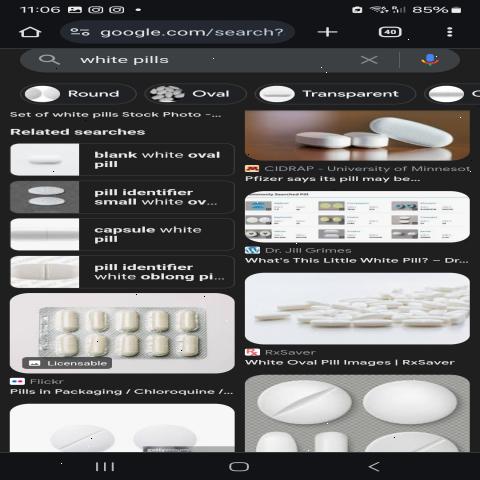 11:06
85%
google.com/search?
40
white pills
Round
Oval
Transparent
Set of white pills Stock Photo -...
Related searches
blank white oval
pill
pill identifier
small white ov...
capsule white
pill
pill identifier
white oblong pi...
Licensable
Flickr
Pills in Packaging / Chloroquine /...
CIDRAP - University of Minnesot
Pfizer says its pill may be...
Dr. Jill Grimes
What's This Little White Pill? – Dr...
RxSaver
White Oval Pill Images | RxSaver